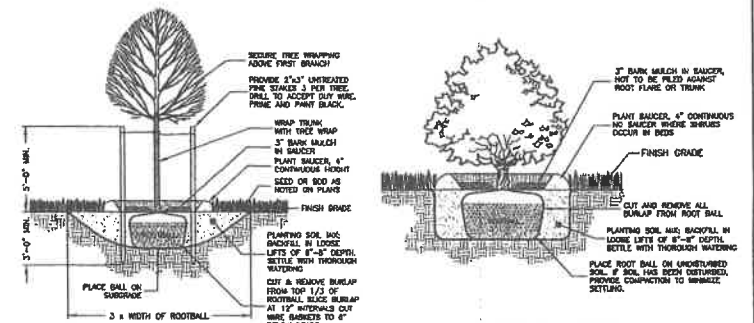 SECURE TREE WRAPPING
ABOVE FIRST BRANCH
PROVIDE 2"x3" UNTREATED
PINE STAKES 3 PER TREE.
DRILL TO ACCEPT GUY WIRE.
PRIME AND PAINT BLACK.
WRAP TRUNK
WITH TREE WRAP
3" BARK MULCH
IN SAUCER
PLANT SAUCER, 4"
CONTINUOUS HEIGHT
SEED OR SOD AS
NOTED ON PLANS
FINISH GRADE
PLANTING SOIL MIX;
BACKFILL IN LOOSE
LIFTS OF 6"-8" DEPTH.
SETTLE WITH THOROUGH
WATERING
CUT & REMOVE BURLAP
FROM TOP 1/3 OF
ROOTBALL SLICE BURLAP
AT 12" INTERVALS CUT
WIRE BASKETS TO 6"
5'-0" MIN.
3'-0" MIN.
PLACE BALL ON
SUBGRADE
3 x WIDTH OF ROOTBALL
3" BARK MULCH IN SAUCER,
NOT TO BE PILED AGAINST
ROOT FLARE OR TRUNK
PLANT SAUCER, 4" CONTINUOUS
NO SAUCER WHERE SHRUBS
OCCUR IN BEDS
FINISH GRADE
CUT AND REMOVE ALL
BURLAP FROM ROOT BALL
PLANTING SOIL MIX; BACKFILL IN
LOOSE LIFTS OF 6"-8" DEPTH.
SETTLE WITH THOROUGH WATERING
PLACE ROOT BALL ON UNDISTURBED
SOIL. IF SOIL HAS BEEN DISTURBED,
PROVIDE COMPACTION TO MINIMIZE
SETTLING.